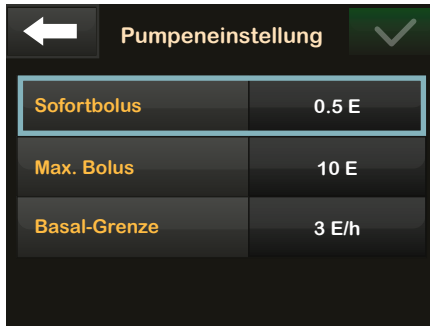 Pumpeneinstellung
Sofortbolus 0.5 E
Max. Bolus 10 E
Basal-Grenze 3 E/h